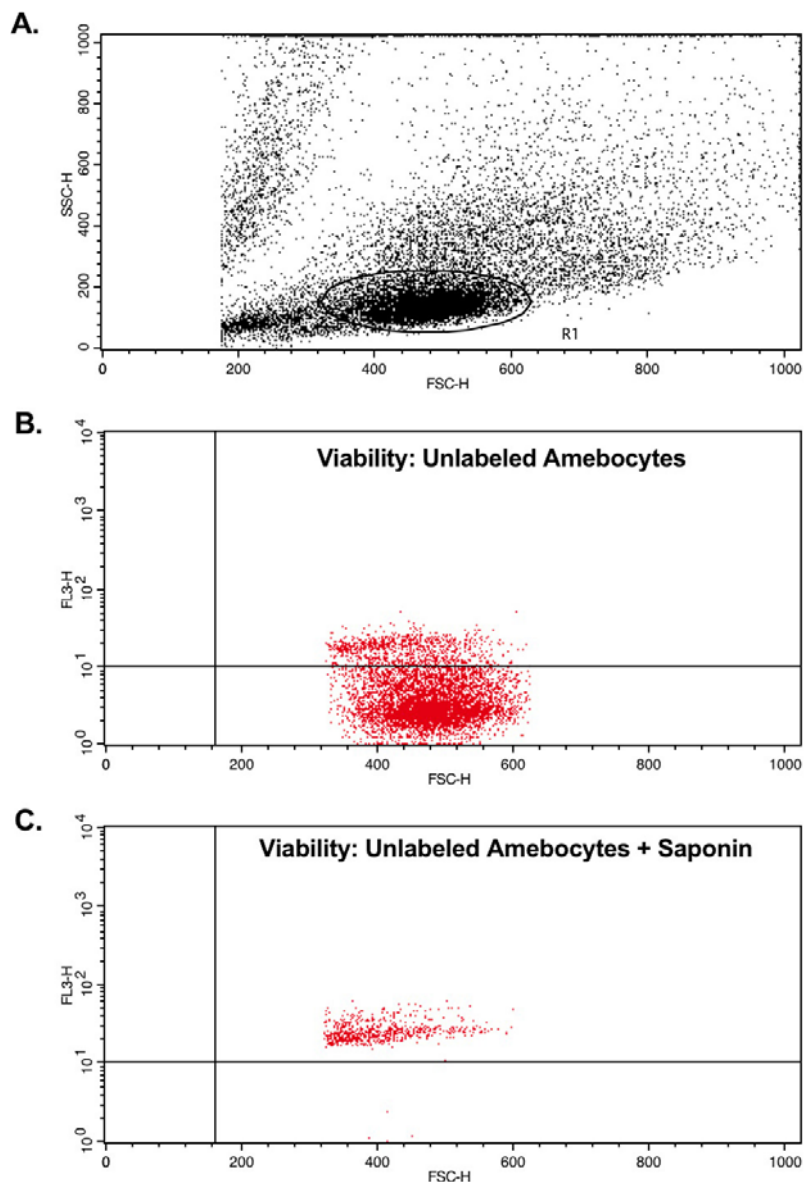 A.
1000
800
600
400
200
0
SSC-H
R1
0 200 400 600 800 1000
FSC-H
B.
Viability: Unlabeled Amebocytes
10^4
10^3
10^2
10^1
10^0
FL3-H
0 200 400 600 800 1000
FSC-H
C.
Viability: Unlabeled Amebocytes + Saponin
10^4
10^3
10^2
10^1
10^0
FL3-H
0 200 400 600 800 1000
FSC-H